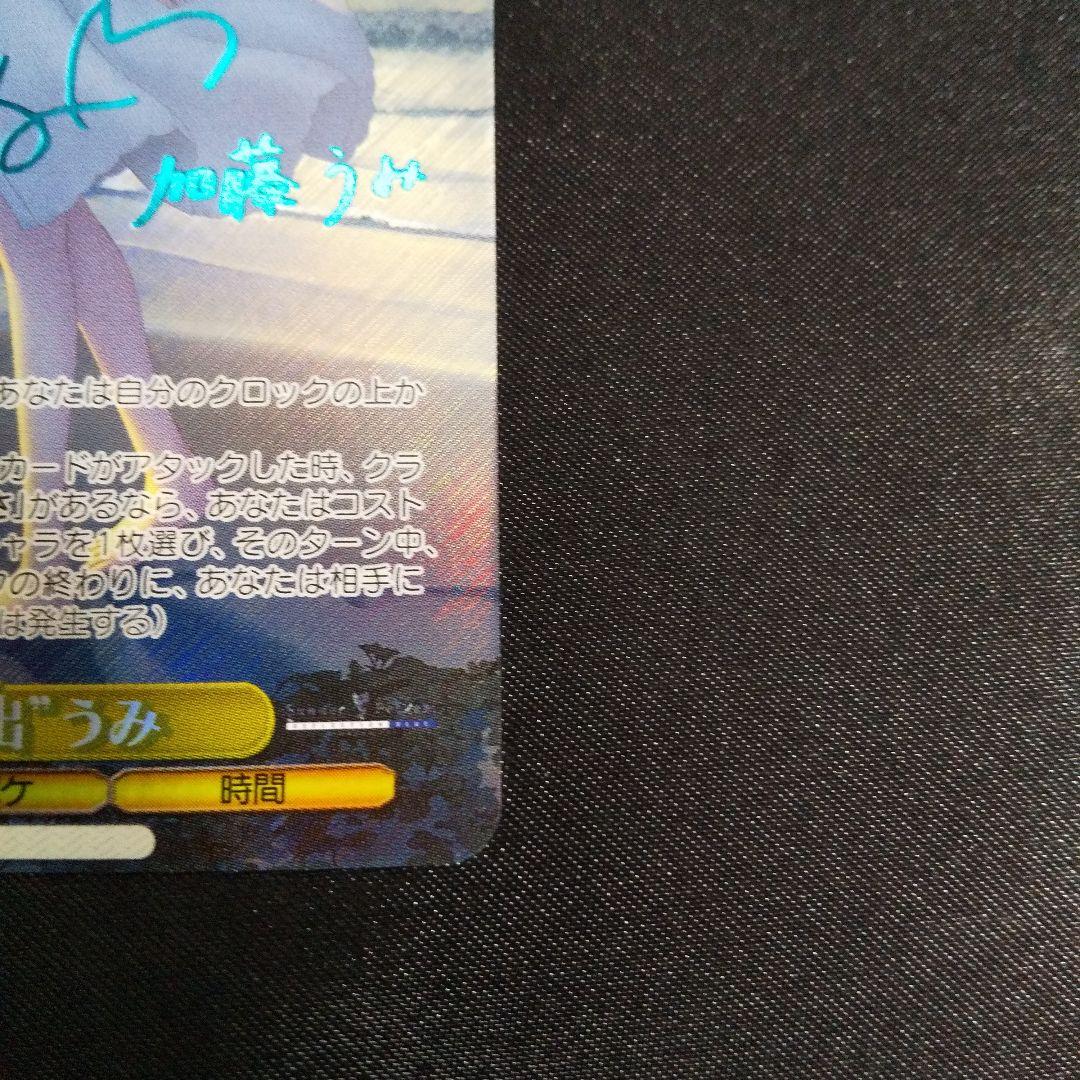 加藤うみ
あなたは自分のクロックの上か
カードがアタックした時、クラ
」があるなら、あなたはコスト
ャラを1枚選び、そのターン中、
の終わりに、あなたは相手に
は発生する）
出”うみ
ケ
時間